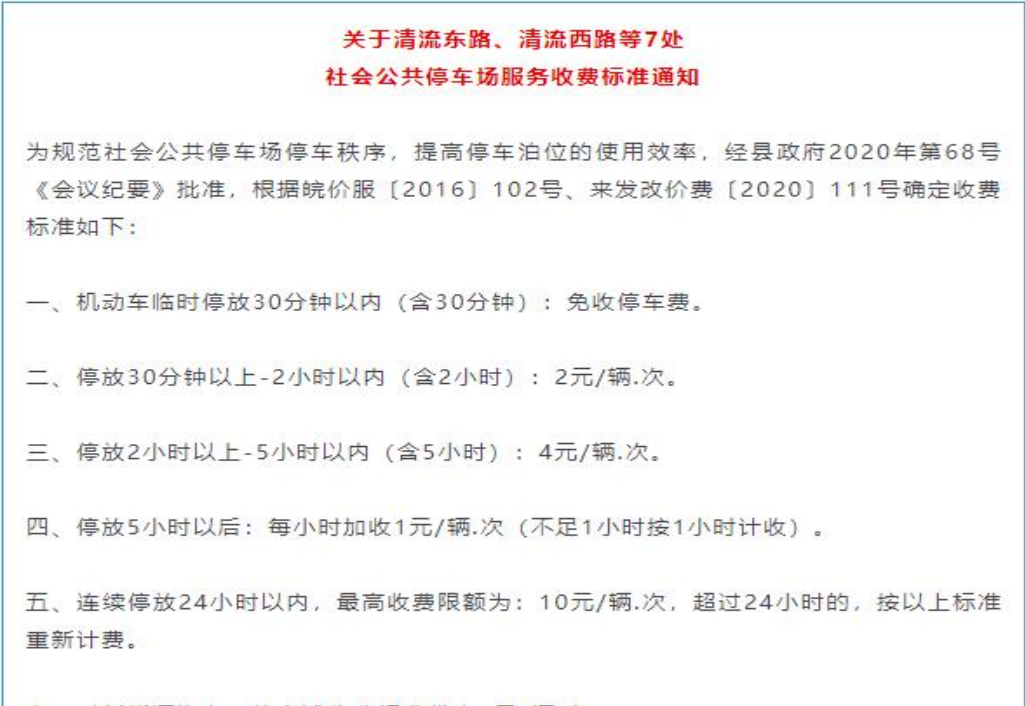 关于清流东路、清流西路等7处
社会公共停车场服务收费标准通知
为规范社会公共停车场停车秩序，提高停车泊位的使用效率，经县政府2020年第68号
《会议纪要》批准，根据皖价服〔2016〕102号、来发改价费〔2020〕111号确定收费
标准如下：
一、机动车临时停放30分钟以内（含30分钟）：免收停车费。
二、停放30分钟以上-2小时以内（含2小时）：2元/辆.次。
三、停放2小时以上-5小时以内（含5小时）：4元/辆.次。
四、停放5小时以后：每小时加收1元/辆.次（不足1小时按1小时计收）。
五、连续停放24小时以内，最高收费限额为：10元/辆.次，超过24小时的，按以上标准
重新计费。